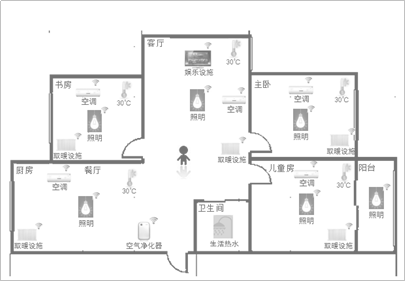 客厅
娱乐设施
30℃
书房
空调
30℃
照明
取暖设施
照明
空调
取暖设施
主卧
空调
30℃
照明
取暖设施
厨房
空调
餐厅
30℃
照明
取暖设施
空气净化器
卫生间
生活热水
儿童房
空调
30℃
照明
取暖设施
阳台
照明